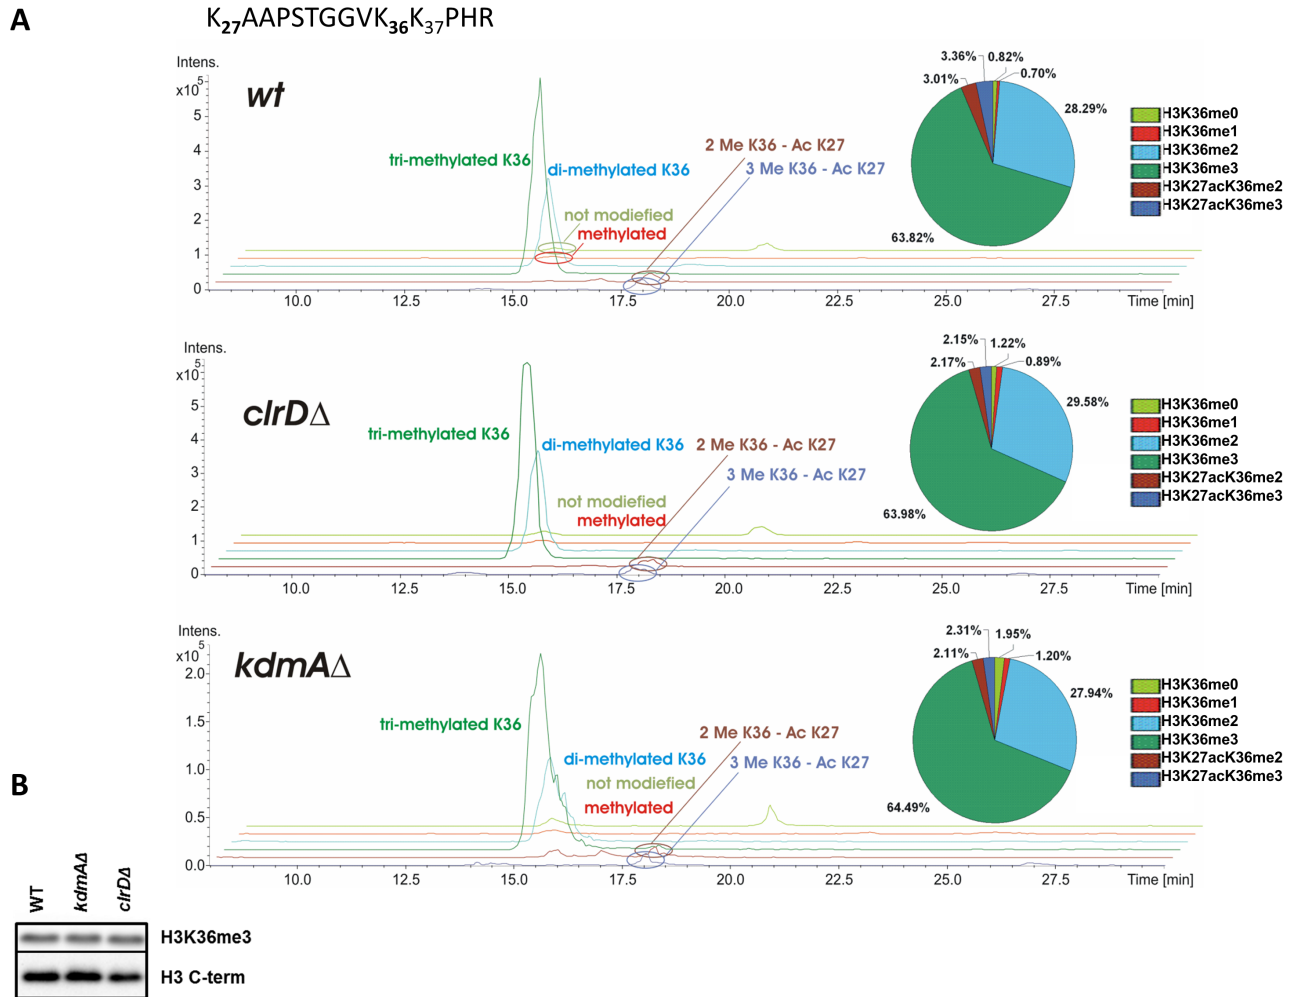 A
K27AAPSTGGVK36K37PHR
Intens.
x10 5
wt
5
4
3
2
1
0
tri-methylated K36
di-methylated K36
not modiefied
methylated
2 Me K36 - Ac K27
3 Me K36 - Ac K27
10.0 12.5 15.0 17.5 20.0 22.5 25.0 27.5 Time [min]
3.36% 0.82%
3.01% 0.70%
28.29%
63.82%
H3K36me0
H3K36me1
H3K36me2
H3K36me3
H3K27acK36me2
H3K27acK36me3
Intens.
x10 5
clrDΔ
5
4
3
2
1
0
tri-methylated K36
di-methylated K36
not modiefied
methylated
2 Me K36 - Ac K27
3 Me K36 - Ac K27
10.0 12.5 15.0 17.5 20.0 22.5 25.0 27.5 Time [min]
2.15% 1.22%
2.17% 0.89%
29.58%
63.98%
H3K36me0
H3K36me1
H3K36me2
H3K36me3
H3K27acK36me2
H3K27acK36me3
Intens.
x10 5
kdmAΔ
2.0
1.5
1.0
0.5
0.0
tri-methylated K36
di-methylated K36
not modiefied
methylated
2 Me K36 - Ac K27
3 Me K36 - Ac K27
10.0 12.5 15.0 17.5 20.0 22.5 25.0 27.5 Time [min]
2.31% 1.95%
2.11% 1.20%
27.94%
64.49%
H3K36me0
H3K36me1
H3K36me2
H3K36me3
H3K27acK36me2
H3K27acK36me3
B
WT kdmAΔ clrDΔ
H3K36me3
H3 C-term